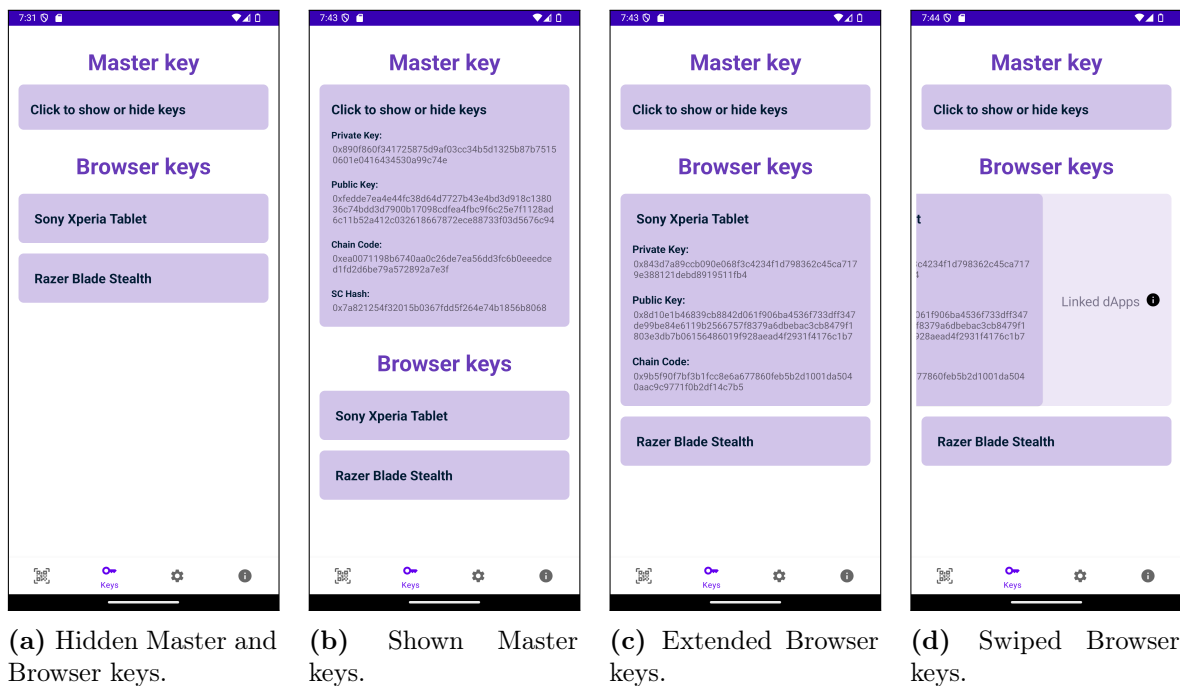 7:31
Master key
Click to show or hide keys
Browser keys
Sony Xperia Tablet
Razer Blade Stealth
Keys
(a) Hidden Master and
Browser keys.
7:43
Master key
Click to show or hide keys
Private Key:
0x890f860f341725875d9af03cc34b5d1325b87b7515
0601e0416434530a99c74e
Public Key:
0xfedde7ea4e44fc38d64d7727b43e4bd3d918c1380
36c74bdd3d7900b17098cdfea4fbc9f6c25e7f1128ad
6c11b52a412c032618667872ece88733f03d5676c94
Chain Code:
0xea0071198b6740aa0c26de7ea56dd3fc6b0eeedce
d1fd2d6be79a572892a7e3f
SC Hash:
0x7a821254f32015b0367fdd5f264e74b1856b8068
Browser keys
Sony Xperia Tablet
Razer Blade Stealth
Keys
(b) Shown Master
keys.
7:43
Master key
Click to show or hide keys
Browser keys
Sony Xperia Tablet
Private Key:
0x843d7a89ccb090e068f3c4234f1d798362c45ca717
9e388121debd8919511fb4
Public Key:
0x8d10e1b46839cb8842d061f906ba4536f733dff347
de99be84e6119b2566757f8379a6dbebac3cb8479f1
803e3db7b06156486019f928aead4f2931f4176c1b7
Chain Code:
0x9b5f90f7bf3b1fcc8e6a677860feb5b2d1001da504
0aac9c9771f0b2df14c7b5
Razer Blade Stealth
Keys
(c) Extended Browser
keys.
7:44
Master key
Click to show or hide keys
Browser keys
t
3c4234f1d798362c45ca717
4
061f906ba4536f733dff347
f8379a6dbebac3cb8479f1
928aead4f2931f4176c1b7
77860feb5b2d1001da504
Linked dApps
Razer Blade Stealth
Keys
(d) Swiped Browser
keys.